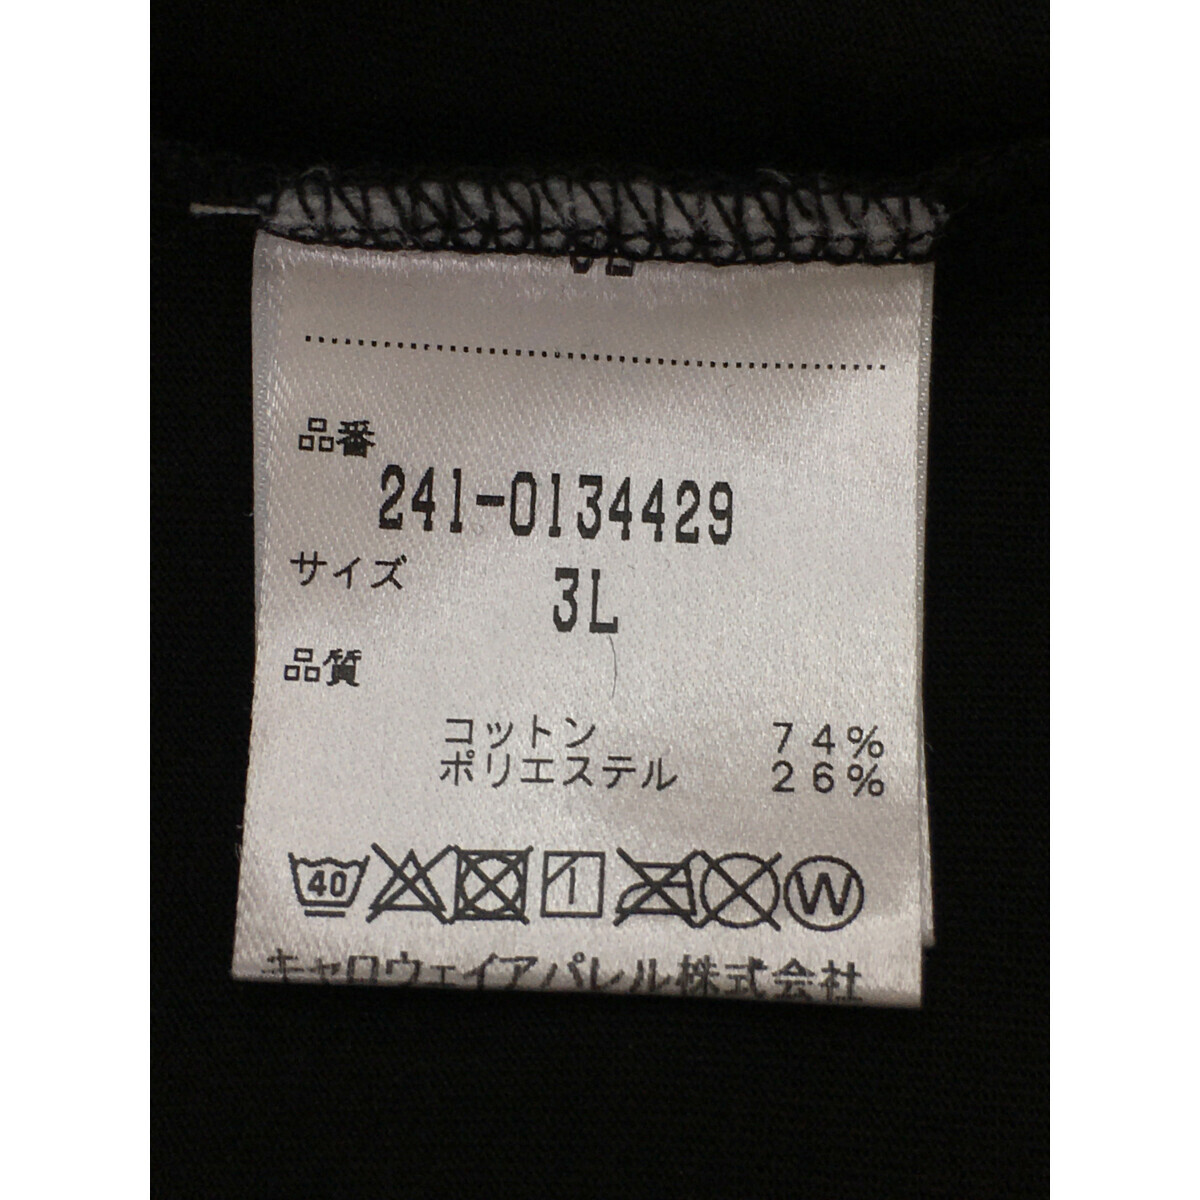 品番
241-0134429
サイズ
3L
品質
コットン 74%
ポリエステル 26%
40 W
キャロウェイアパレル株式会社